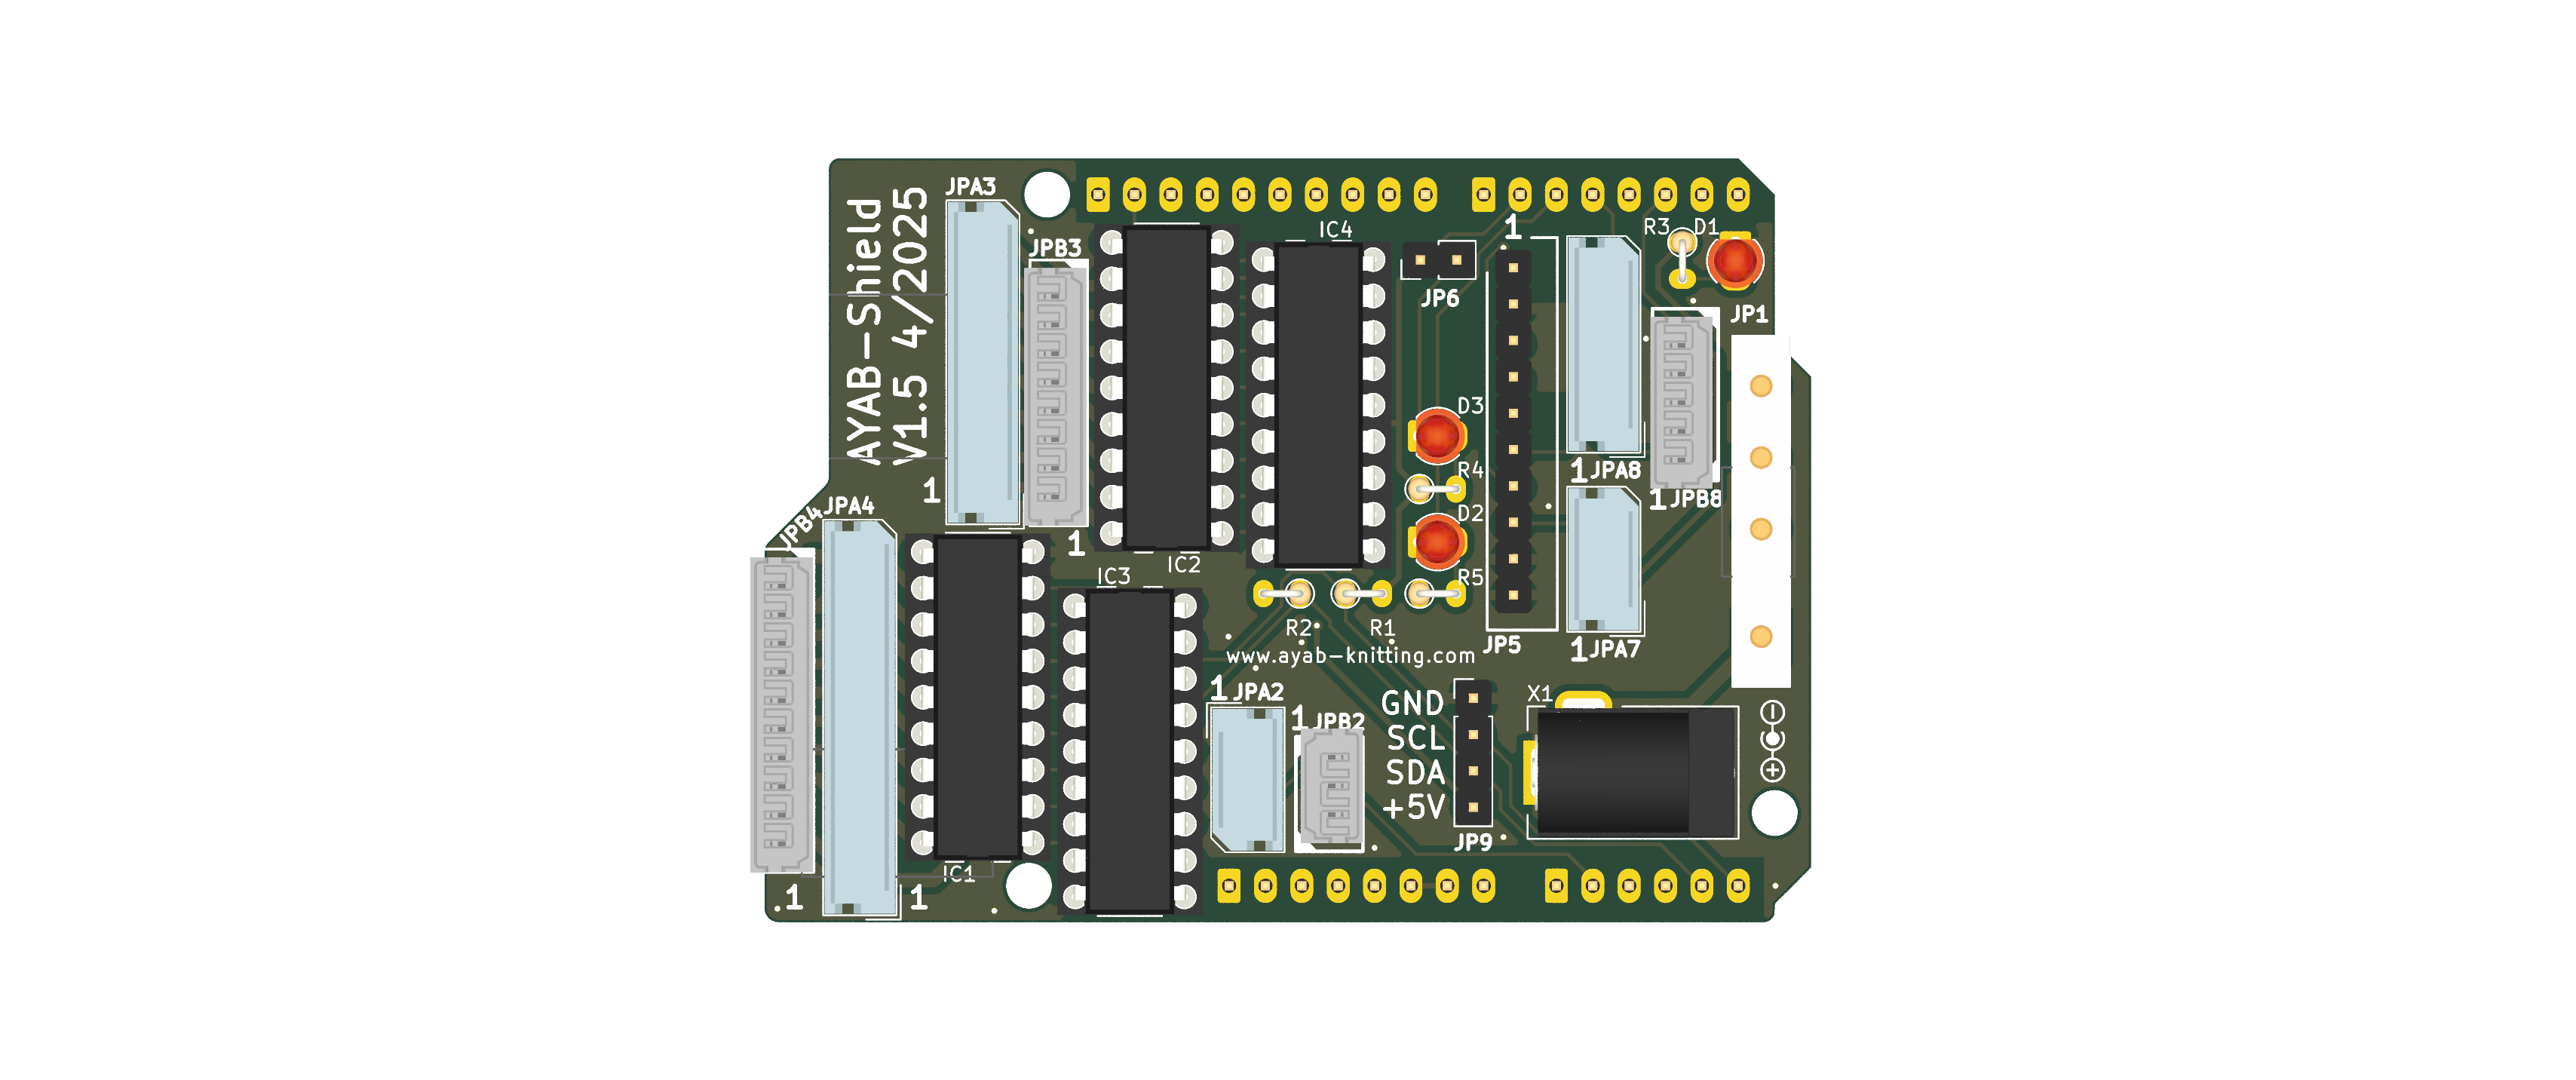 AYAB-Shield
V1.5 4/2025
JPA3
JPB3
1
1
IC4
1
JP6
R3
D1
JP1
D3
R4
D2
R5
1
JPA8
1
JPB8
JPB4
JPA4
IC2
IC3
R2
R1
JP5
1
JPA7
www.ayab-knitting.com
1
JPA2
1
JPB2
GND
SCL
SDA
+5V
JP9
X1
IC1
1
1